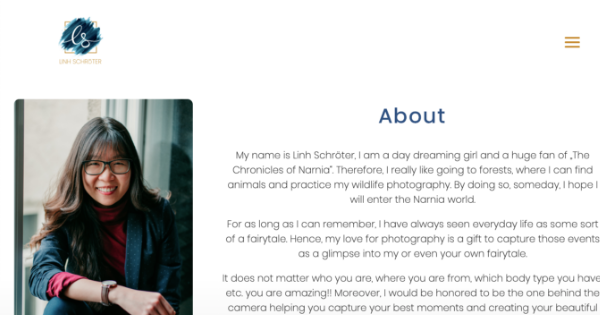 ls
LINH SCHRÖTER
About
My name is Linh Schröter, I am a day dreaming girl and a huge fan of „The
Chronicles of Narnia". Therefore, I really like going to forests, where I can find
animals and practice my wildlife photography. By doing so, someday, I hope I
will enter the Narnia world.
For as long as I can remember, I have always seen everyday life as some sort
of a fairytale. Hence, my love for photography is a gift to capture those events
as a glimpse into my or even your own fairytale.
It does not matter who you are, where you are from, which body type you have
etc. you are amazing!! Moreover, I would be honored to be the one behind the
camera helping you capture your best moments and creating your beautiful